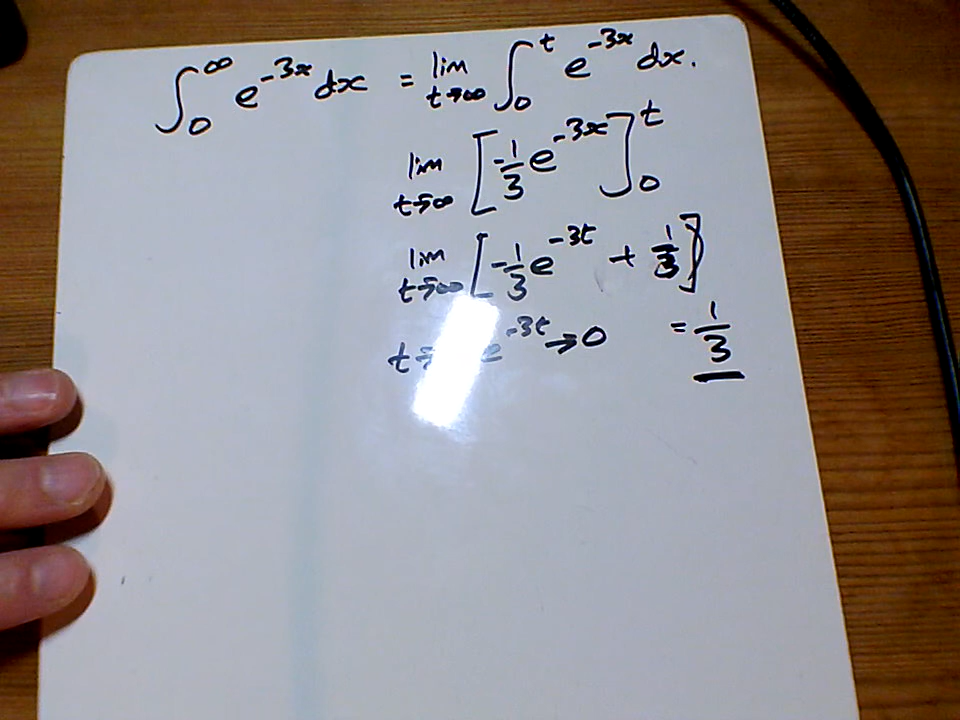 ∫₀^∞ e^{-3x} dx = lim_{t→∞} ∫₀^t e^{-3x} dx.
lim_{t→∞} [-1/3 e^{-3x}]₀^t
lim_{t→∞} [-1/3 e^{-3t} + 1/3]
t→ e^{-3t} → 0 = 1/3